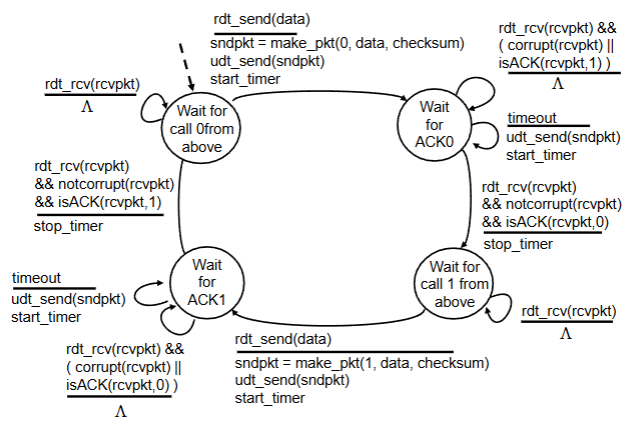 rdt_send(data)
sndpkt = make_pkt(0, data, checksum)
udt_send(sndpkt)
start_timer
rdt_rcv(rcvpkt) &&
( corrupt(rcvpkt) ||
isACK(rcvpkt,1) )
Λ
rdt_rcv(rcvpkt)
Λ
Wait for
call 0from
above
Wait
for
ACK0
timeout
udt_send(sndpkt)
start_timer
rdt_rcv(rcvpkt)
&& notcorrupt(rcvpkt)
&& isACK(rcvpkt,1)
stop_timer
rdt_rcv(rcvpkt)
&& notcorrupt(rcvpkt)
&& isACK(rcvpkt,0)
stop_timer
Wait
for
ACK1
Wait for
call 1 from
above
timeout
udt_send(sndpkt)
start_timer
rdt_rcv(rcvpkt)
Λ
rdt_rcv(rcvpkt) &&
( corrupt(rcvpkt) ||
isACK(rcvpkt,0) )
Λ
rdt_send(data)
sndpkt = make_pkt(1, data, checksum)
udt_send(sndpkt)
start_timer